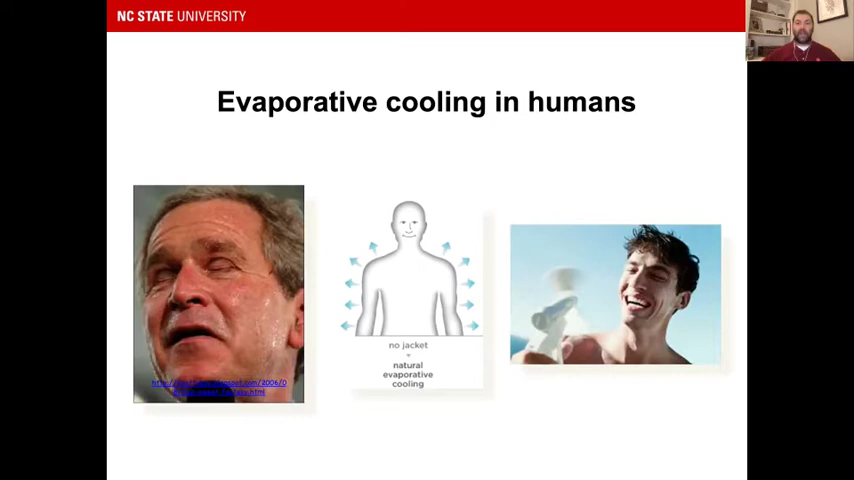 NC STATE UNIVERSITY
Evaporative cooling in humans
no jacket
natural
evaporative
cooling